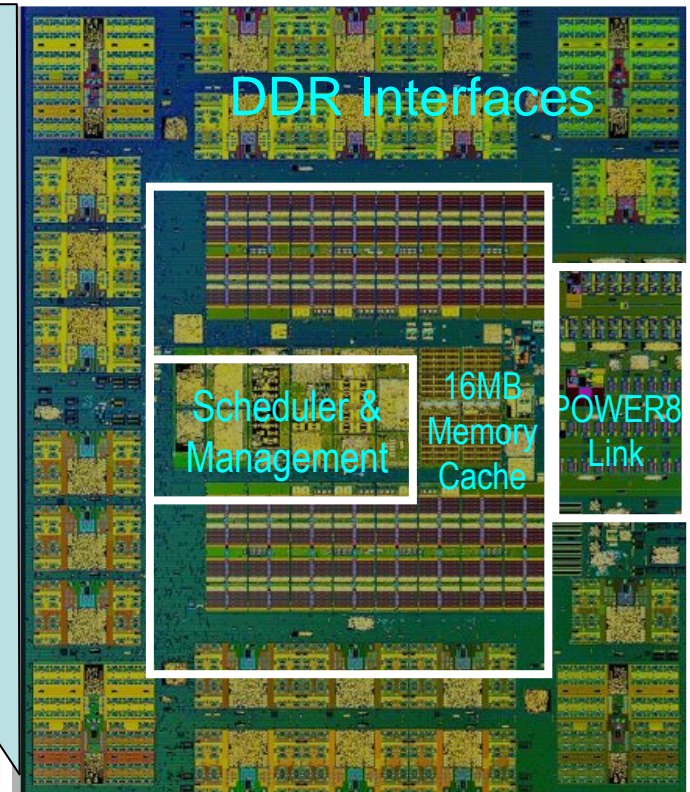 DDR Interfaces
Scheduler &
Management
16MB
Memory
Cache
POWER8
Link